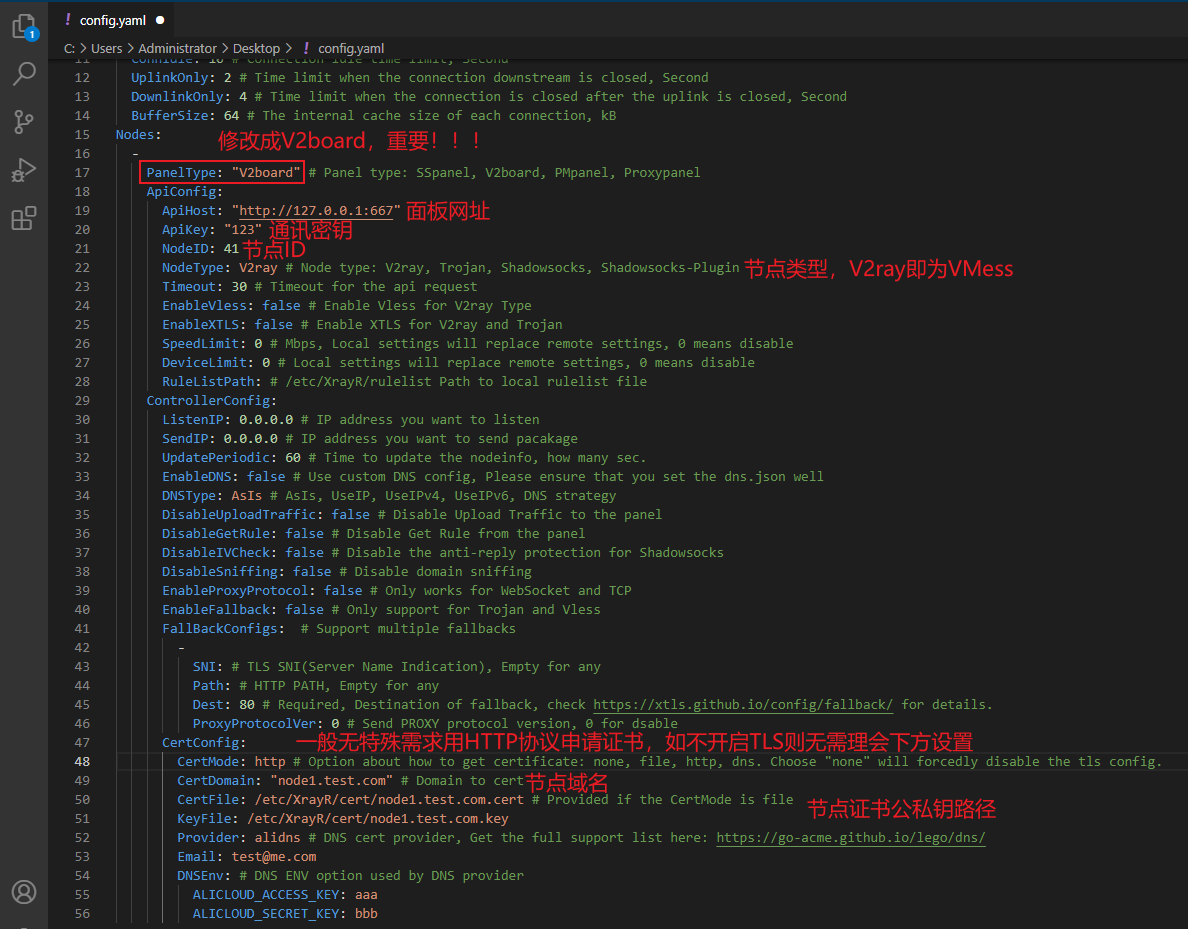 config.yaml
1
C: > Users > Administrator > Desktop > ! config.yaml
11 ConnIdle: 10 # Connection idle time limit, Second
12 UplinkOnly: 2 # Time limit when the connection downstream is closed, Second
13 DownlinkOnly: 4 # Time limit when the connection is closed after the uplink is closed, Second
14 BufferSize: 64 # The internal cache size of each connection, kB
15 Nodes:
修改成V2board，重要！！！
16 -
17 PanelType: "V2board" # Panel type: SSpanel, V2board, PMpanel, Proxypanel
18 ApiConfig:
19 ApiHost: "http://127.0.0.1:667" 面板网址
20 ApiKey: "123" 通讯密钥
21 NodeID: 41 节点ID
22 NodeType: V2ray # Node type: V2ray, Trojan, Shadowsocks, Shadowsocks-Plugin 节点类型，V2ray即为VMess
23 Timeout: 30 # Timeout for the api request
24 EnableVless: false # Enable Vless for V2ray Type
25 EnableXTLS: false # Enable XTLS for V2ray and Trojan
26 SpeedLimit: 0 # Mbps, Local settings will replace remote settings, 0 means disable
27 DeviceLimit: 0 # Local settings will replace remote settings, 0 means disable
28 RuleListPath: # /etc/XrayR/rulelist Path to local rulelist file
29 ControllerConfig:
30 ListenIP: 0.0.0.0 # IP address you want to listen
31 SendIP: 0.0.0.0 # IP address you want to send pacakage
32 UpdatePeriodic: 60 # Time to update the nodeinfo, how many sec.
33 EnableDNS: false # Use custom DNS config, Please ensure that you set the dns.json well
34 DNSType: AsIs # AsIs, UseIP, UseIPv4, UseIPv6, DNS strategy
35 DisableUploadTraffic: false # Disable Upload Traffic to the panel
36 DisableGetRule: false # Disable Get Rule from the panel
37 DisableIVCheck: false # Disable the anti-reply protection for Shadowsocks
38 DisableSniffing: false # Disable domain sniffing
39 EnableProxyProtocol: false # Only works for WebSocket and TCP
40 EnableFallback: false # Only support for Trojan and Vless
41 FallBackConfigs:  # Support multiple fallbacks
42 -
43 SNI: # TLS SNI(Server Name Indication), Empty for any
44 Path: # HTTP PATH, Empty for any
45 Dest: 80 # Required, Destination of fallback, check https://xtls.github.io/config/fallback/ for details.
46 ProxyProtocolVer: 0 # Send PROXY protocol version, 0 for dsable
47 CertConfig: 一般无特殊需求用HTTP协议申请证书，如不开启TLS则无需理会下方设置
48 CertMode: http # Option about how to get certificate: none, file, http, dns. Choose "none" will forcedly disable the tls config.
49 CertDomain: "node1.test.com" # Domain to cert 节点域名
50 CertFile: /etc/XrayR/cert/node1.test.com.cert # Provided if the CertMode is file 节点证书公私钥路径
51 KeyFile: /etc/XrayR/cert/node1.test.com.key
52 Provider: alidns # DNS cert provider, Get the full support list here: https://go-acme.github.io/lego/dns/
53 Email: test@me.com
54 DNSEnv: # DNS ENV option used by DNS provider
55 ALICLOUD_ACCESS_KEY: aaa
56 ALICLOUD_SECRET_KEY: bbb